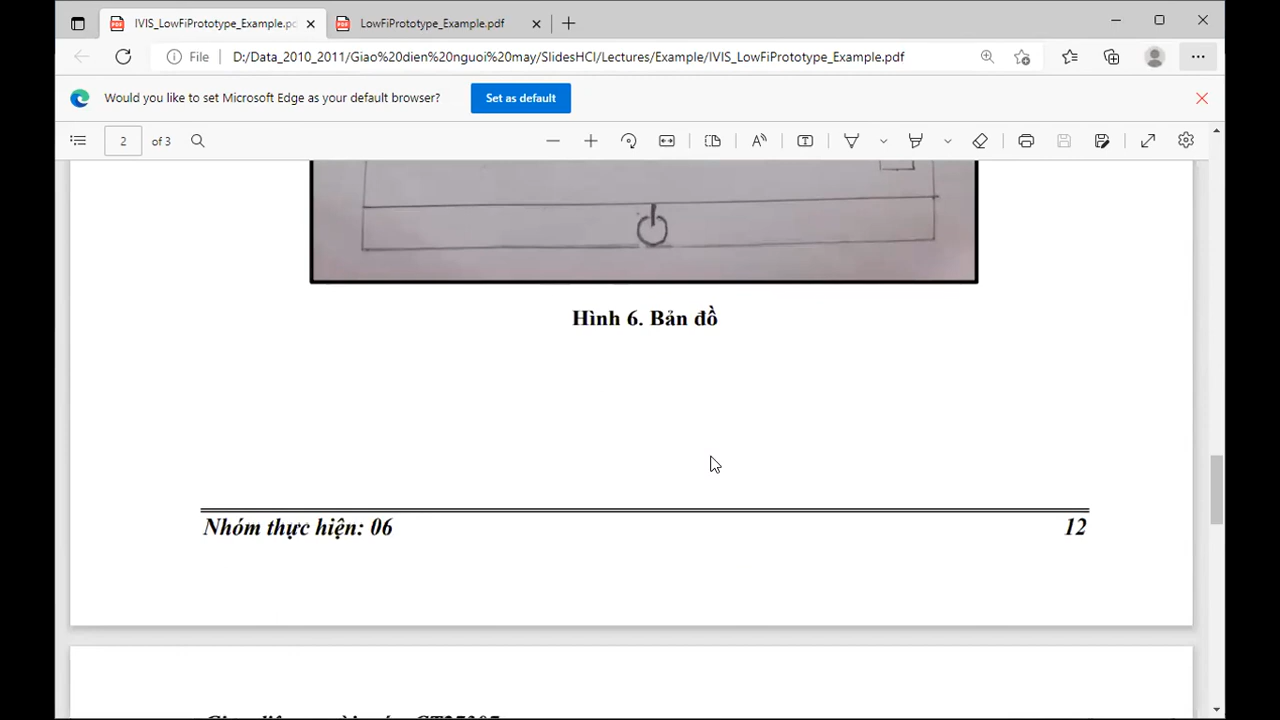 IVIS_LowFiPrototype_Example.pd
LowFiPrototype_Example.pdf
File
D:/Data_2010_2011/Giao%20dien%20nguoi%20may/SlidesHCI/Lectures/Example/IVIS_LowFiPrototype_Example.pdf
Would you like to set Microsoft Edge as your default browser?
Set as default
2
of 3
Hình 6. Bản đồ
Nhóm thực hiện: 06
12